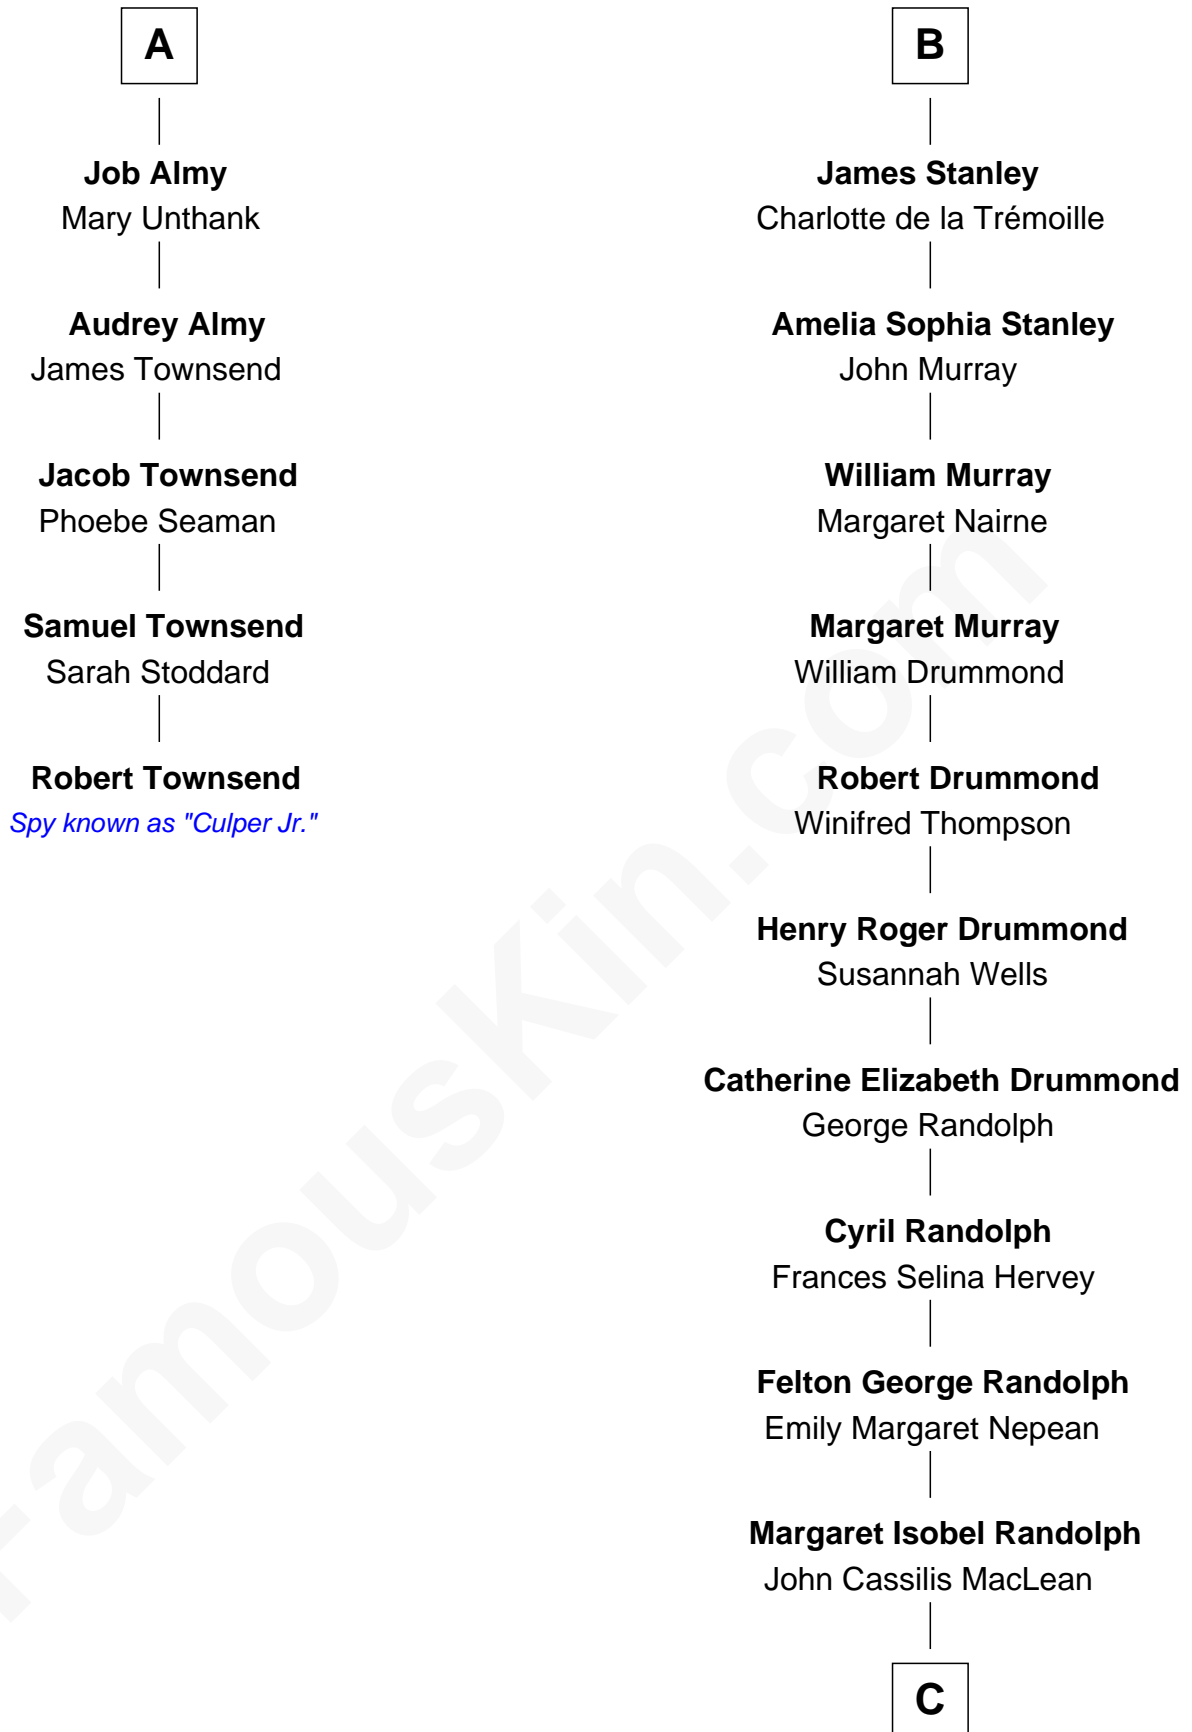 A
Job Almy
Mary Unthank
Audrey Almy
James Townsend
Jacob Townsend
Phoebe Seaman
Samuel Townsend
Sarah Stoddard
Robert Townsend
Spy known as "Culper Jr."
B
James Stanley
Charlotte de la Trémoille
Amelia Sophia Stanley
John Murray
William Murray
Margaret Nairne
Margaret Murray
William Drummond
Robert Drummond
Winifred Thompson
Henry Roger Drummond
Susannah Wells
Catherine Elizabeth Drummond
George Randolph
Cyril Randolph
Frances Selina Hervey
Felton George Randolph
Emily Margaret Nepean
Margaret Isobel Randolph
John Cassilis MacLean
C
FamousKin.com